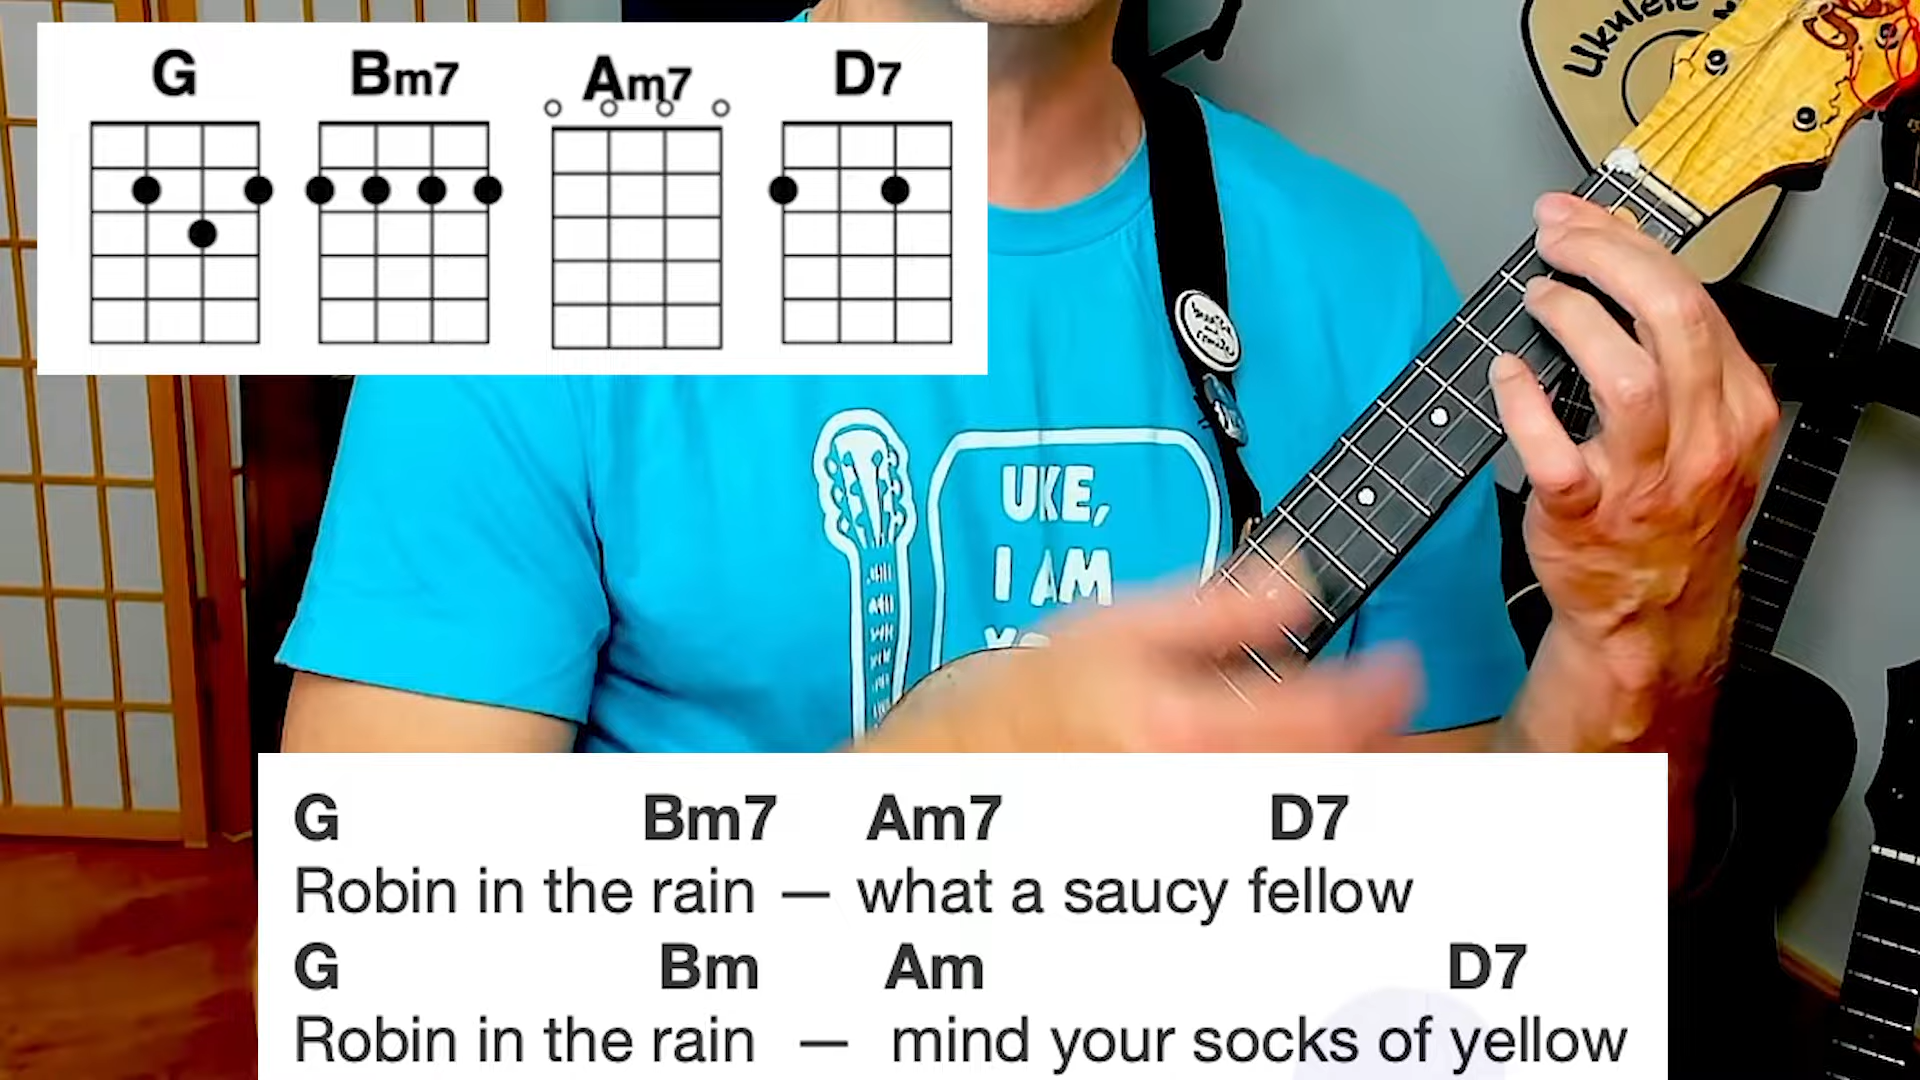 G Bm7 Am7 D7
Ukulele
UKE,
I AM
G Bm7 Am7 D7
Robin in the rain — what a saucy fellow
G Bm Am D7
Robin in the rain — mind your socks of yellow